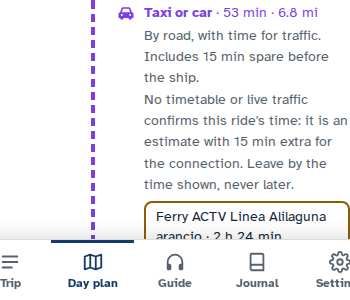 Taxi or car · 53 min · 6.8 mi
By road, with time for traffic.
Includes 15 min spare before
the ship.
No timetable or live traffic
confirms this ride's time: it is an
estimate with 15 min extra for
the connection. Leave by the
time shown, never later.
Ferry ACTV Linea Alilaguna
arancio · 2 h 24 min
Trip
Day plan
Guide
Journal
Settin